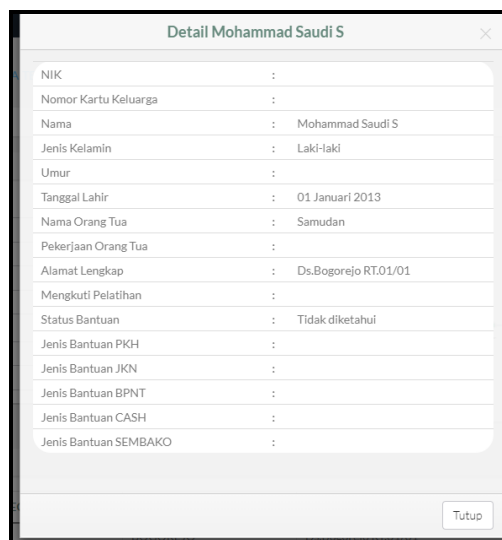 Detail Mohammad Saudi S
NIK :
Nomor Kartu Keluarga :
Nama : Mohammad Saudi S
Jenis Kelamin : Laki-laki
Umur :
Tanggal Lahir : 01 Januari 2013
Nama Orang Tua : Samudan
Pekerjaan Orang Tua :
Alamat Lengkap : Ds.Bogorejo RT.01/01
Mengkuti Pelatihan :
Status Bantuan : Tidak diketahui
Jenis Bantuan PKH :
Jenis Bantuan JKN :
Jenis Bantuan BPNT :
Jenis Bantuan CASH :
Jenis Bantuan SEMBAKO :
Tutup